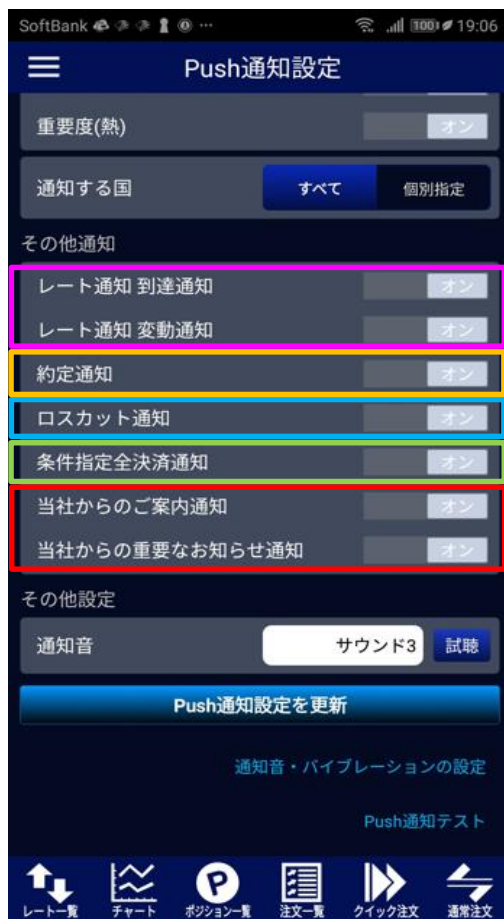 SoftBank ... 100 19:06
Push通知設定
重要度(熱) オン
通知する国 すべて 個別指定
その他通知
レート通知 到達通知 オン
レート通知 変動通知 オン
約定通知 オン
ロスカット通知 オン
条件指定全決済通知 オン
当社からのご案内通知 オン
当社からの重要なお知らせ通知 オン
その他設定
通知音 サウンド3 試聴
Push通知設定を更新
通知音・バイブレーションの設定
Push通知テスト
P
レート一覧 チャート ポジション一覧 注文一覧 クイック注文 通常注文